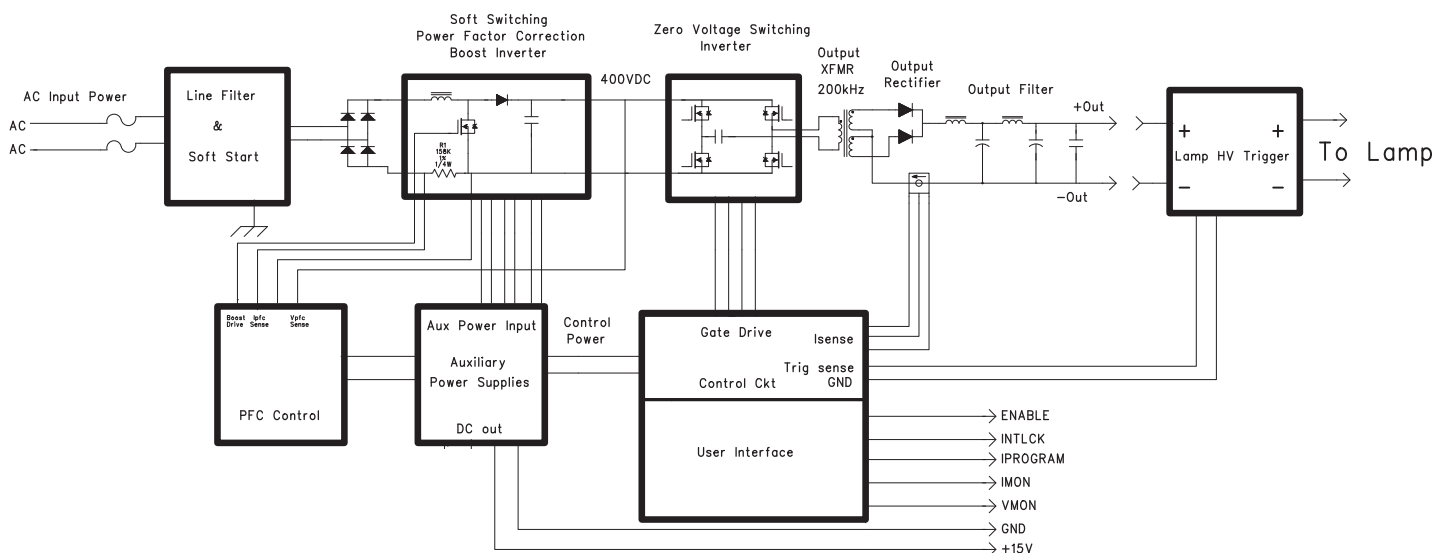 Soft Switching
Power Factor Correction
Boost Inverter
Zero Voltage Switching
Inverter
Output
XFMR
200kHz
Output
Rectifier
Output Filter
400VDC
AC Input Power
AC
AC
Line Filter
&
Soft Start
R1
158K
1%
1/4W
+Out
-Out
+
+
Lamp HV Trigger
-
-
To Lamp
Boost
Drive
Ipfc
Sense
Vpfc
Sense
PFC Control
Aux Power Input
Auxiliary
Power Supplies
DC out
Control
Power
Gate Drive
Isense
Trig sense
GND
Control Ckt
User Interface
ENABLE
INTLCK
IPROGRAM
IMON
VMON
GND
+15V